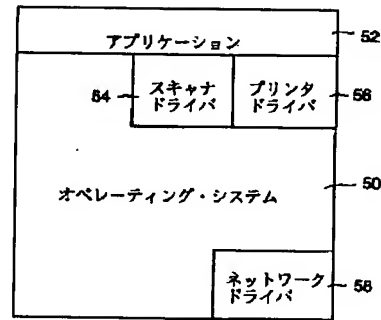 アプリケーション
52
スキャナ
ドライバ
54
プリンタ
ドライバ
56
オペレーティング・システム
50
ネットワーク
ドライバ
58